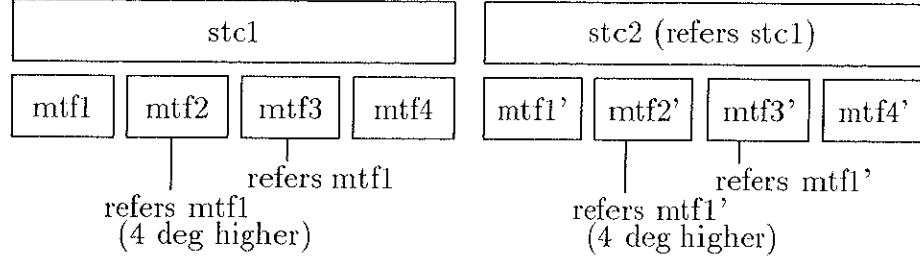 stc1
stc2 (refers stc1)
mtf1
mtf2
mtf3
mtf4
mtf1'
mtf2'
mtf3'
mtf4'
refers mtf1
refers mtf1'
refers mtf1
(4 deg higher)
refers mtf1'
(4 deg higher)